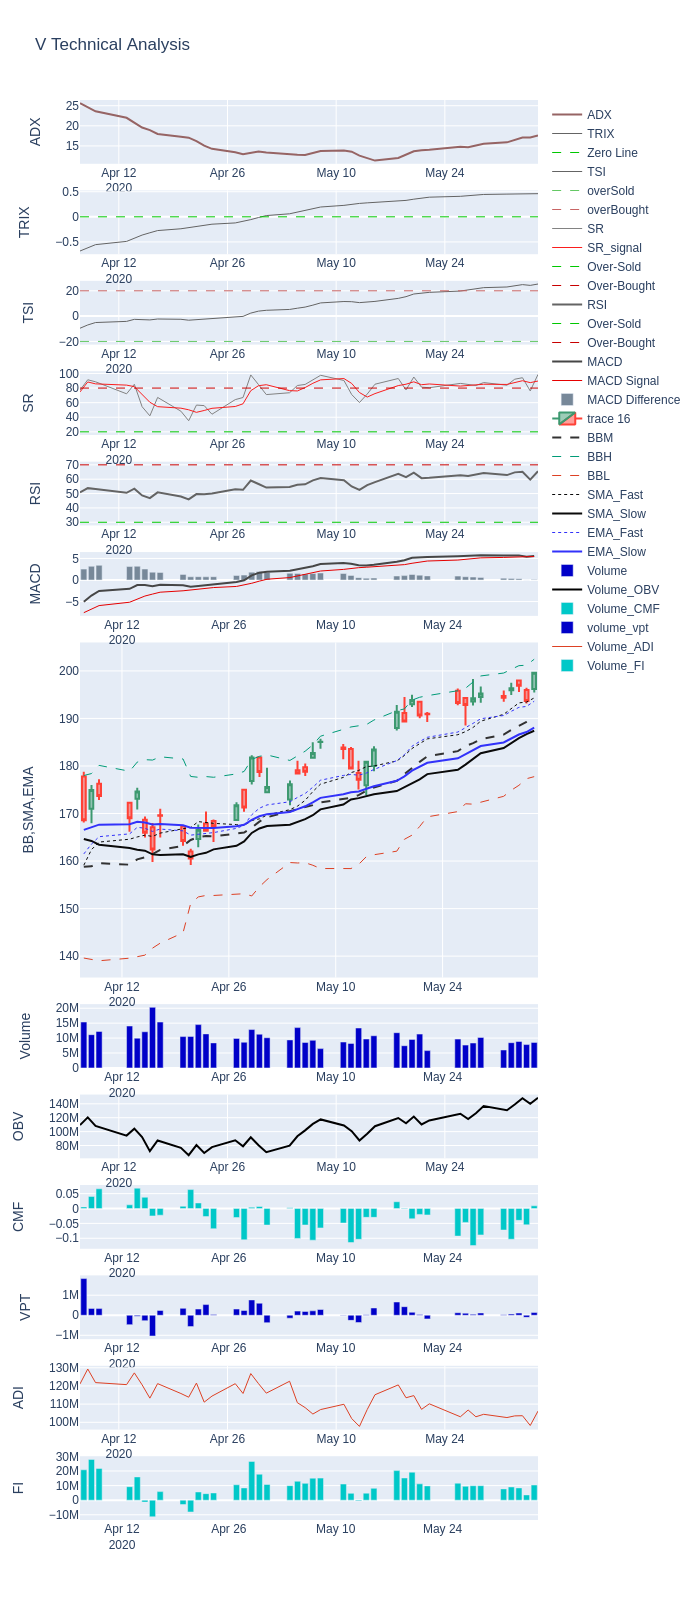 V Technical Analysis
ADX
25
20
15
Apr 12
2020
Apr 26
May 10
May 24
TRIX
0.5
0
−0.5
Apr 12
2020
Apr 26
May 10
May 24
TSI
20
0
−20
Apr 12
2020
Apr 26
May 10
May 24
SR
100
80
60
40
20
Apr 12
2020
Apr 26
May 10
May 24
RSI
70
60
50
40
30
Apr 12
2020
Apr 26
May 10
May 24
MACD
5
0
−5
Apr 12
2020
Apr 26
May 10
May 24
BB,SMA,EMA
200
190
180
170
160
150
140
Apr 12
2020
Apr 26
May 10
May 24
Volume
20M
15M
10M
5M
0
Apr 12
2020
Apr 26
May 10
May 24
OBV
140M
120M
100M
80M
Apr 12
2020
Apr 26
May 10
May 24
CMF
0.05
0
−0.05
−0.1
Apr 12
2020
Apr 26
May 10
May 24
VPT
1M
0
−1M
Apr 12
2020
Apr 26
May 10
May 24
ADI
130M
120M
110M
100M
Apr 12
2020
Apr 26
May 10
May 24
FI
30M
20M
10M
0
−10M
Apr 12
2020
Apr 26
May 10
May 24
ADX
TRIX
Zero Line
TSI
overSold
overBought
SR
SR_signal
Over-Sold
Over-Bought
RSI
Over-Sold
Over-Bought
MACD
MACD Signal
MACD Difference
trace 16
BBM
BBH
BBL
SMA_Fast
SMA_Slow
EMA_Fast
EMA_Slow
Volume
Volume_OBV
Volume_CMF
volume_vpt
Volume_ADI
Volume_FI